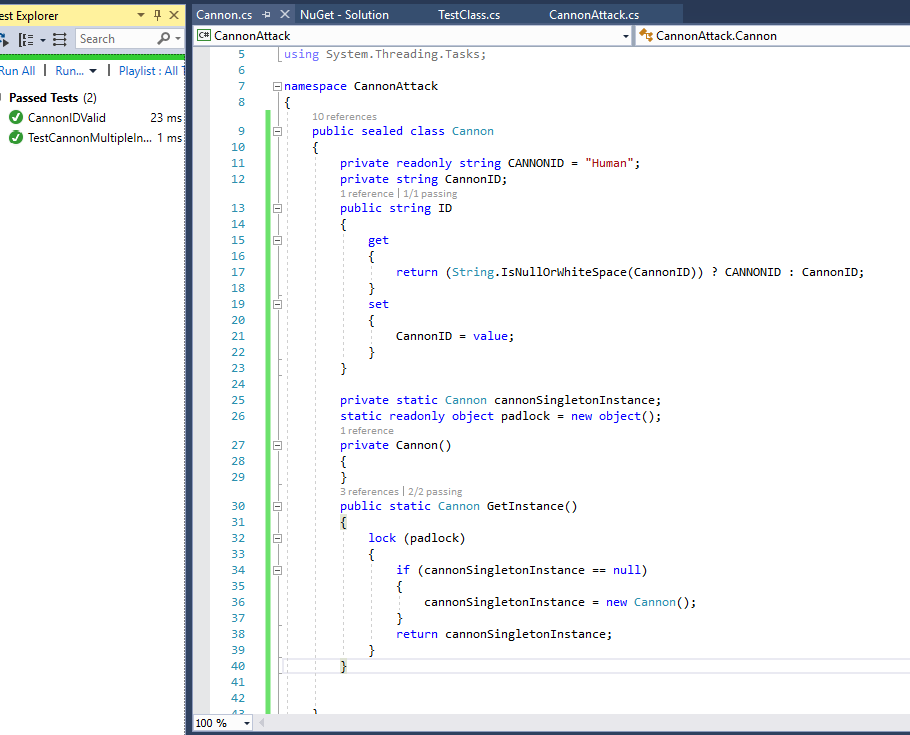 est Explorer
Search
Run All | Run... | Playlist : All T
Passed Tests (2)
CannonIDValid 23 ms
TestCannonMultipleIn... 1 ms
Cannon.cs NuGet - Solution TestClass.cs CannonAttack.cs
C# CannonAttack CannonAttack.Cannon
5 using System.Threading.Tasks;
6
7 namespace CannonAttack
8 {
10 references
9 public sealed class Cannon
10 {
11 private readonly string CANNONID = "Human";
12 private string CannonID;
1 reference | 1/1 passing
13 public string ID
14 {
15 get
16 {
17 return (String.IsNullOrWhiteSpace(CannonID)) ? CANNONID : CannonID;
18 }
19 set
20 {
21 CannonID = value;
22 }
23 }
24
25 private static Cannon cannonSingletonInstance;
26 static readonly object padlock = new object();
1 reference
27 private Cannon()
28 {
29 }
3 references | 2/2 passing
30 public static Cannon GetInstance()
31 {
32 lock (padlock)
33 {
34 if (cannonSingletonInstance == null)
35 {
36 cannonSingletonInstance = new Cannon();
37 }
38 return cannonSingletonInstance;
39 }
40 }
41
42
43 }
100 %